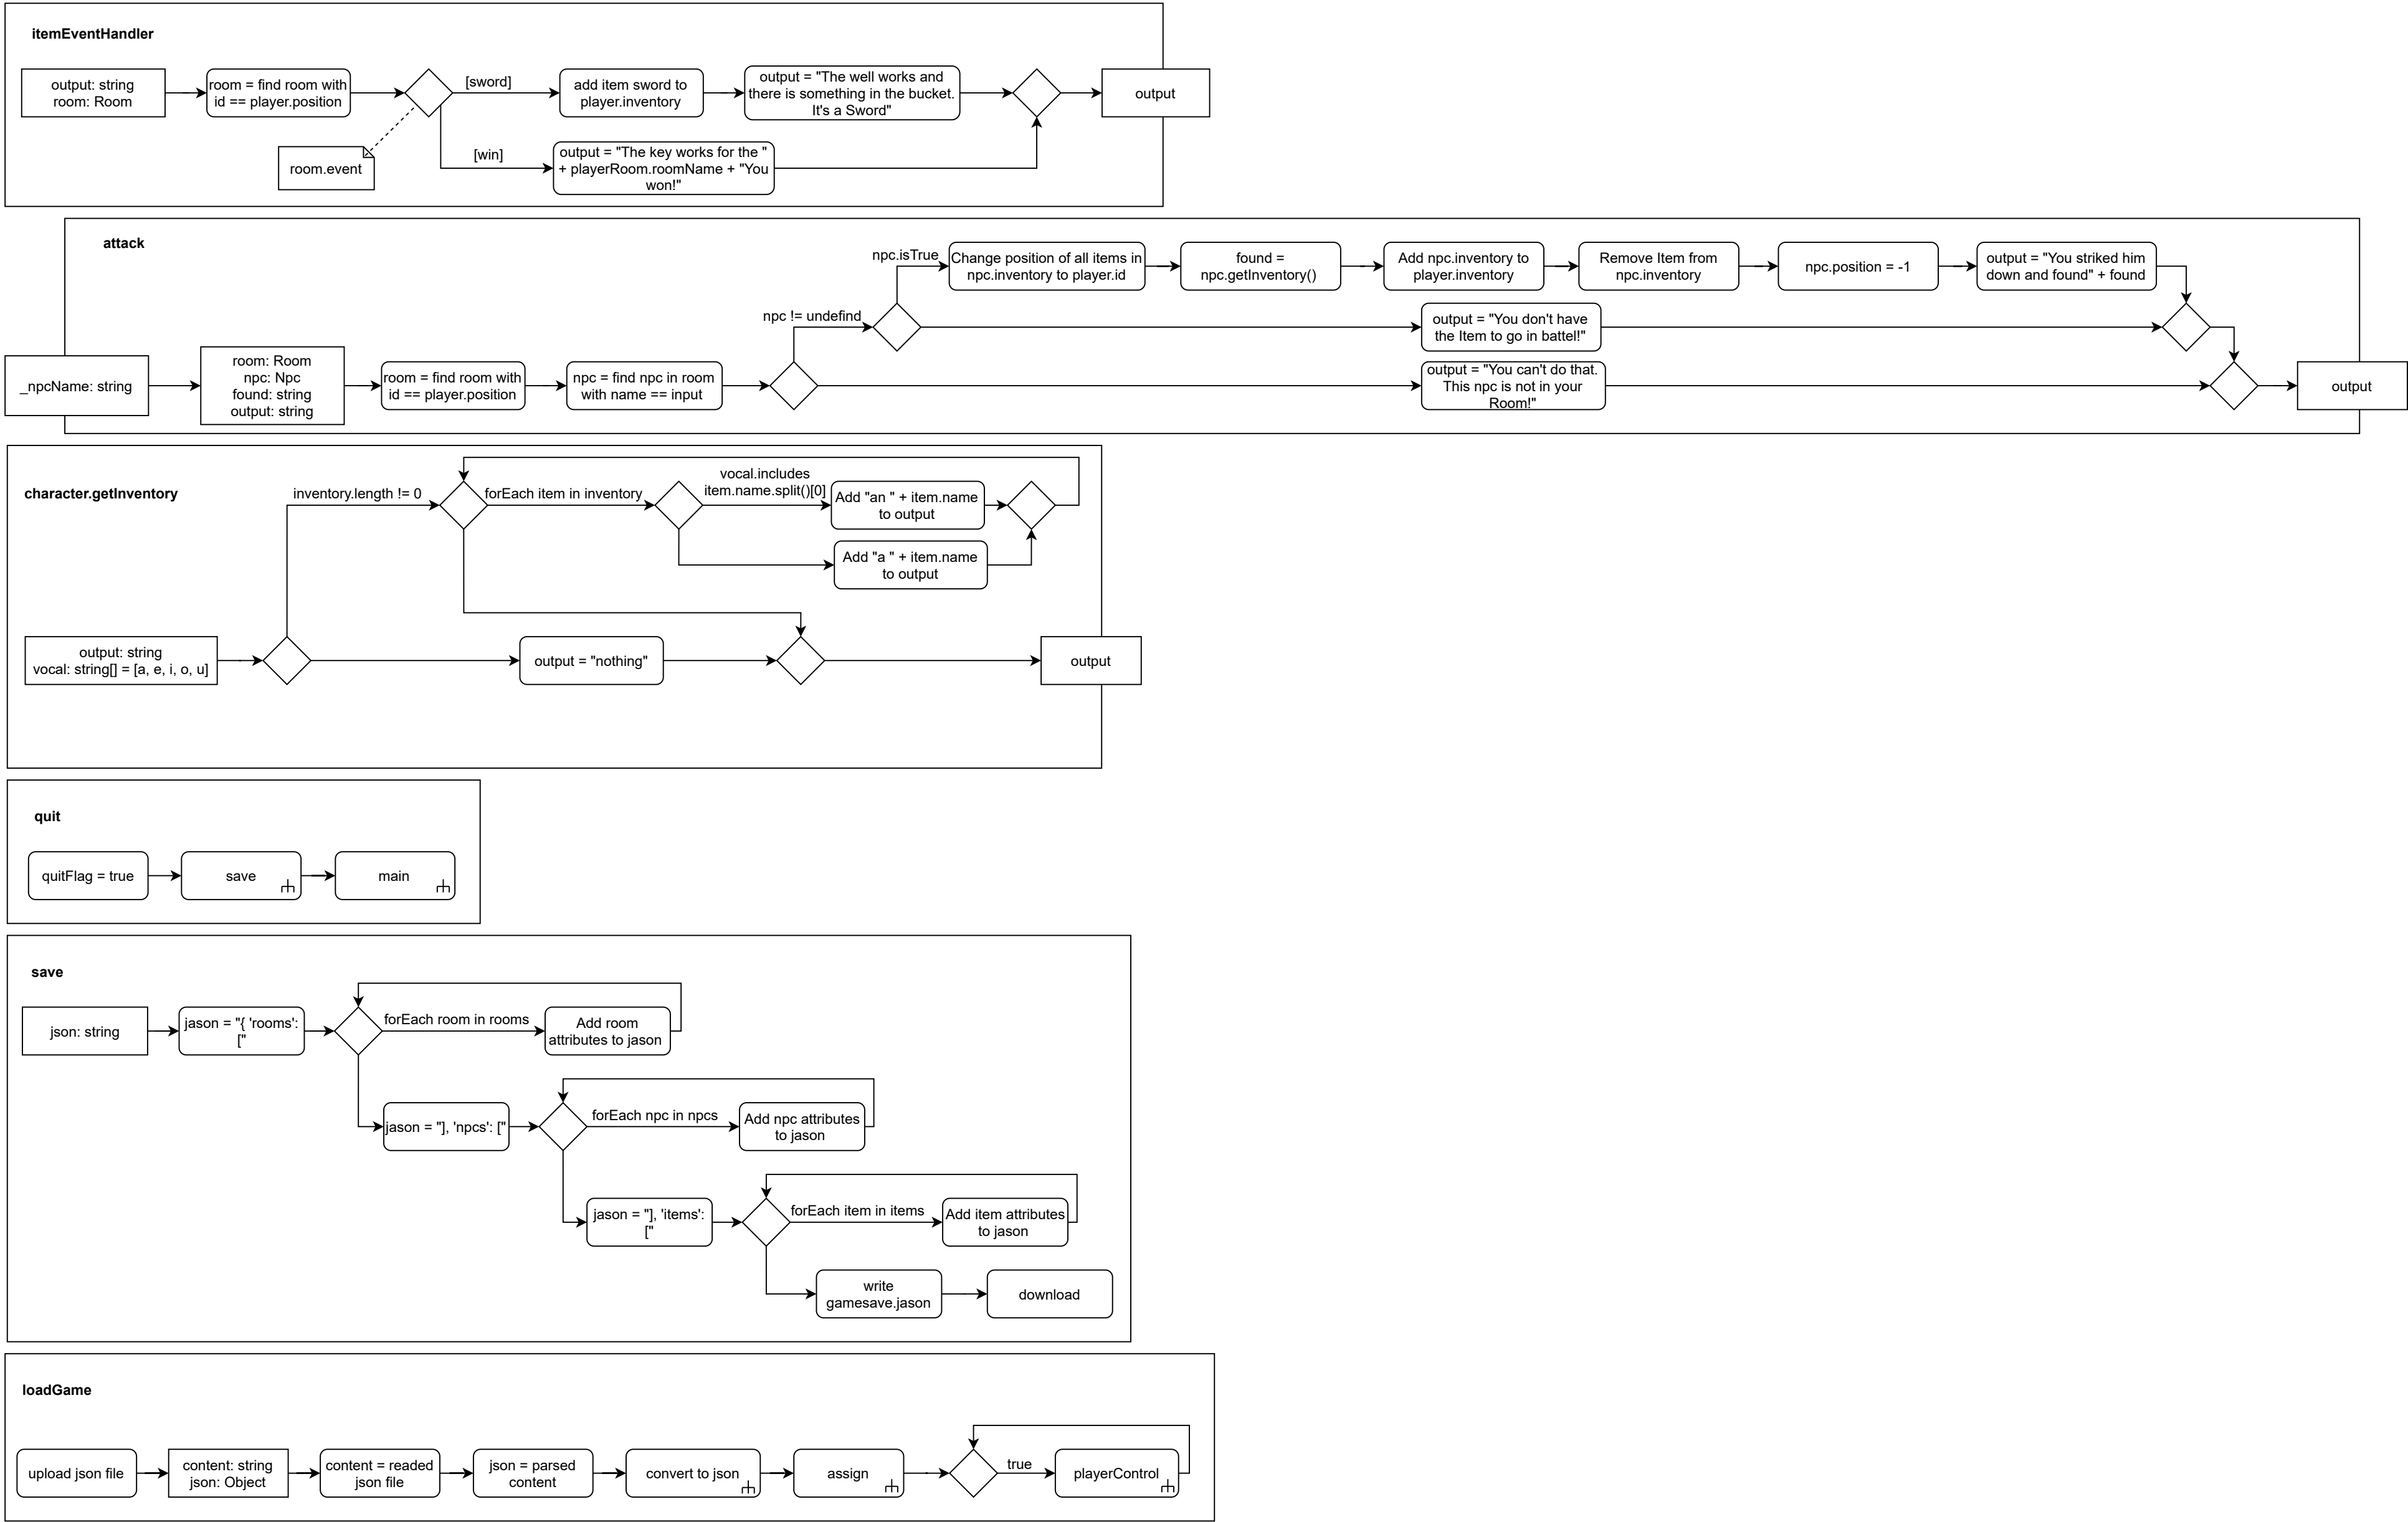 itemEventHandler
output: string
room: Room
room = find room with
id == player.position
[sword]
add item sword to
player.inventory
output = "The well works and
there is something in the bucket.
It's a Sword"
output
room.event
[win]
output = "The key works for the "
+ playerRoom.roomName + "You
won!"
attack
npc.isTrue
Change position of all items in
npc.inventory to player.id
found =
npc.getInventory()
Add npc.inventory to
player.inventory
Remove Item from
npc.inventory
npc.position = -1
output = "You striked him
down and found" + found
npc != undefind
output = "You don't have
the Item to go in battel!"
_npcName: string
room: Room
npc: Npc
found: string
output: string
room = find room with
id == player.position
npc = find npc in room
with name == input
output = "You can't do that.
This npc is not in your
Room!"
output
character.getInventory
inventory.length != 0
forEach item in inventory
vocal.includes
item.name.split()[0]
Add "an " + item.name
to output
Add "a " + item.name
to output
output: string
vocal: string[] = [a, e, i, o, u]
output = "nothing"
output
quit
quitFlag = true
save
main
save
json: string
jason = "{ 'rooms':
["
forEach room in rooms
Add room
attributes to jason
jason = "], 'npcs': ["
forEach npc in npcs
Add npc attributes
to jason
jason = "], 'items':
["
forEach item in items
Add item attributes
to jason
write
gamesave.jason
download
loadGame
upload json file
content: string
json: Object
content = readed
json file
json = parsed
content
convert to json
assign
true
playerControl